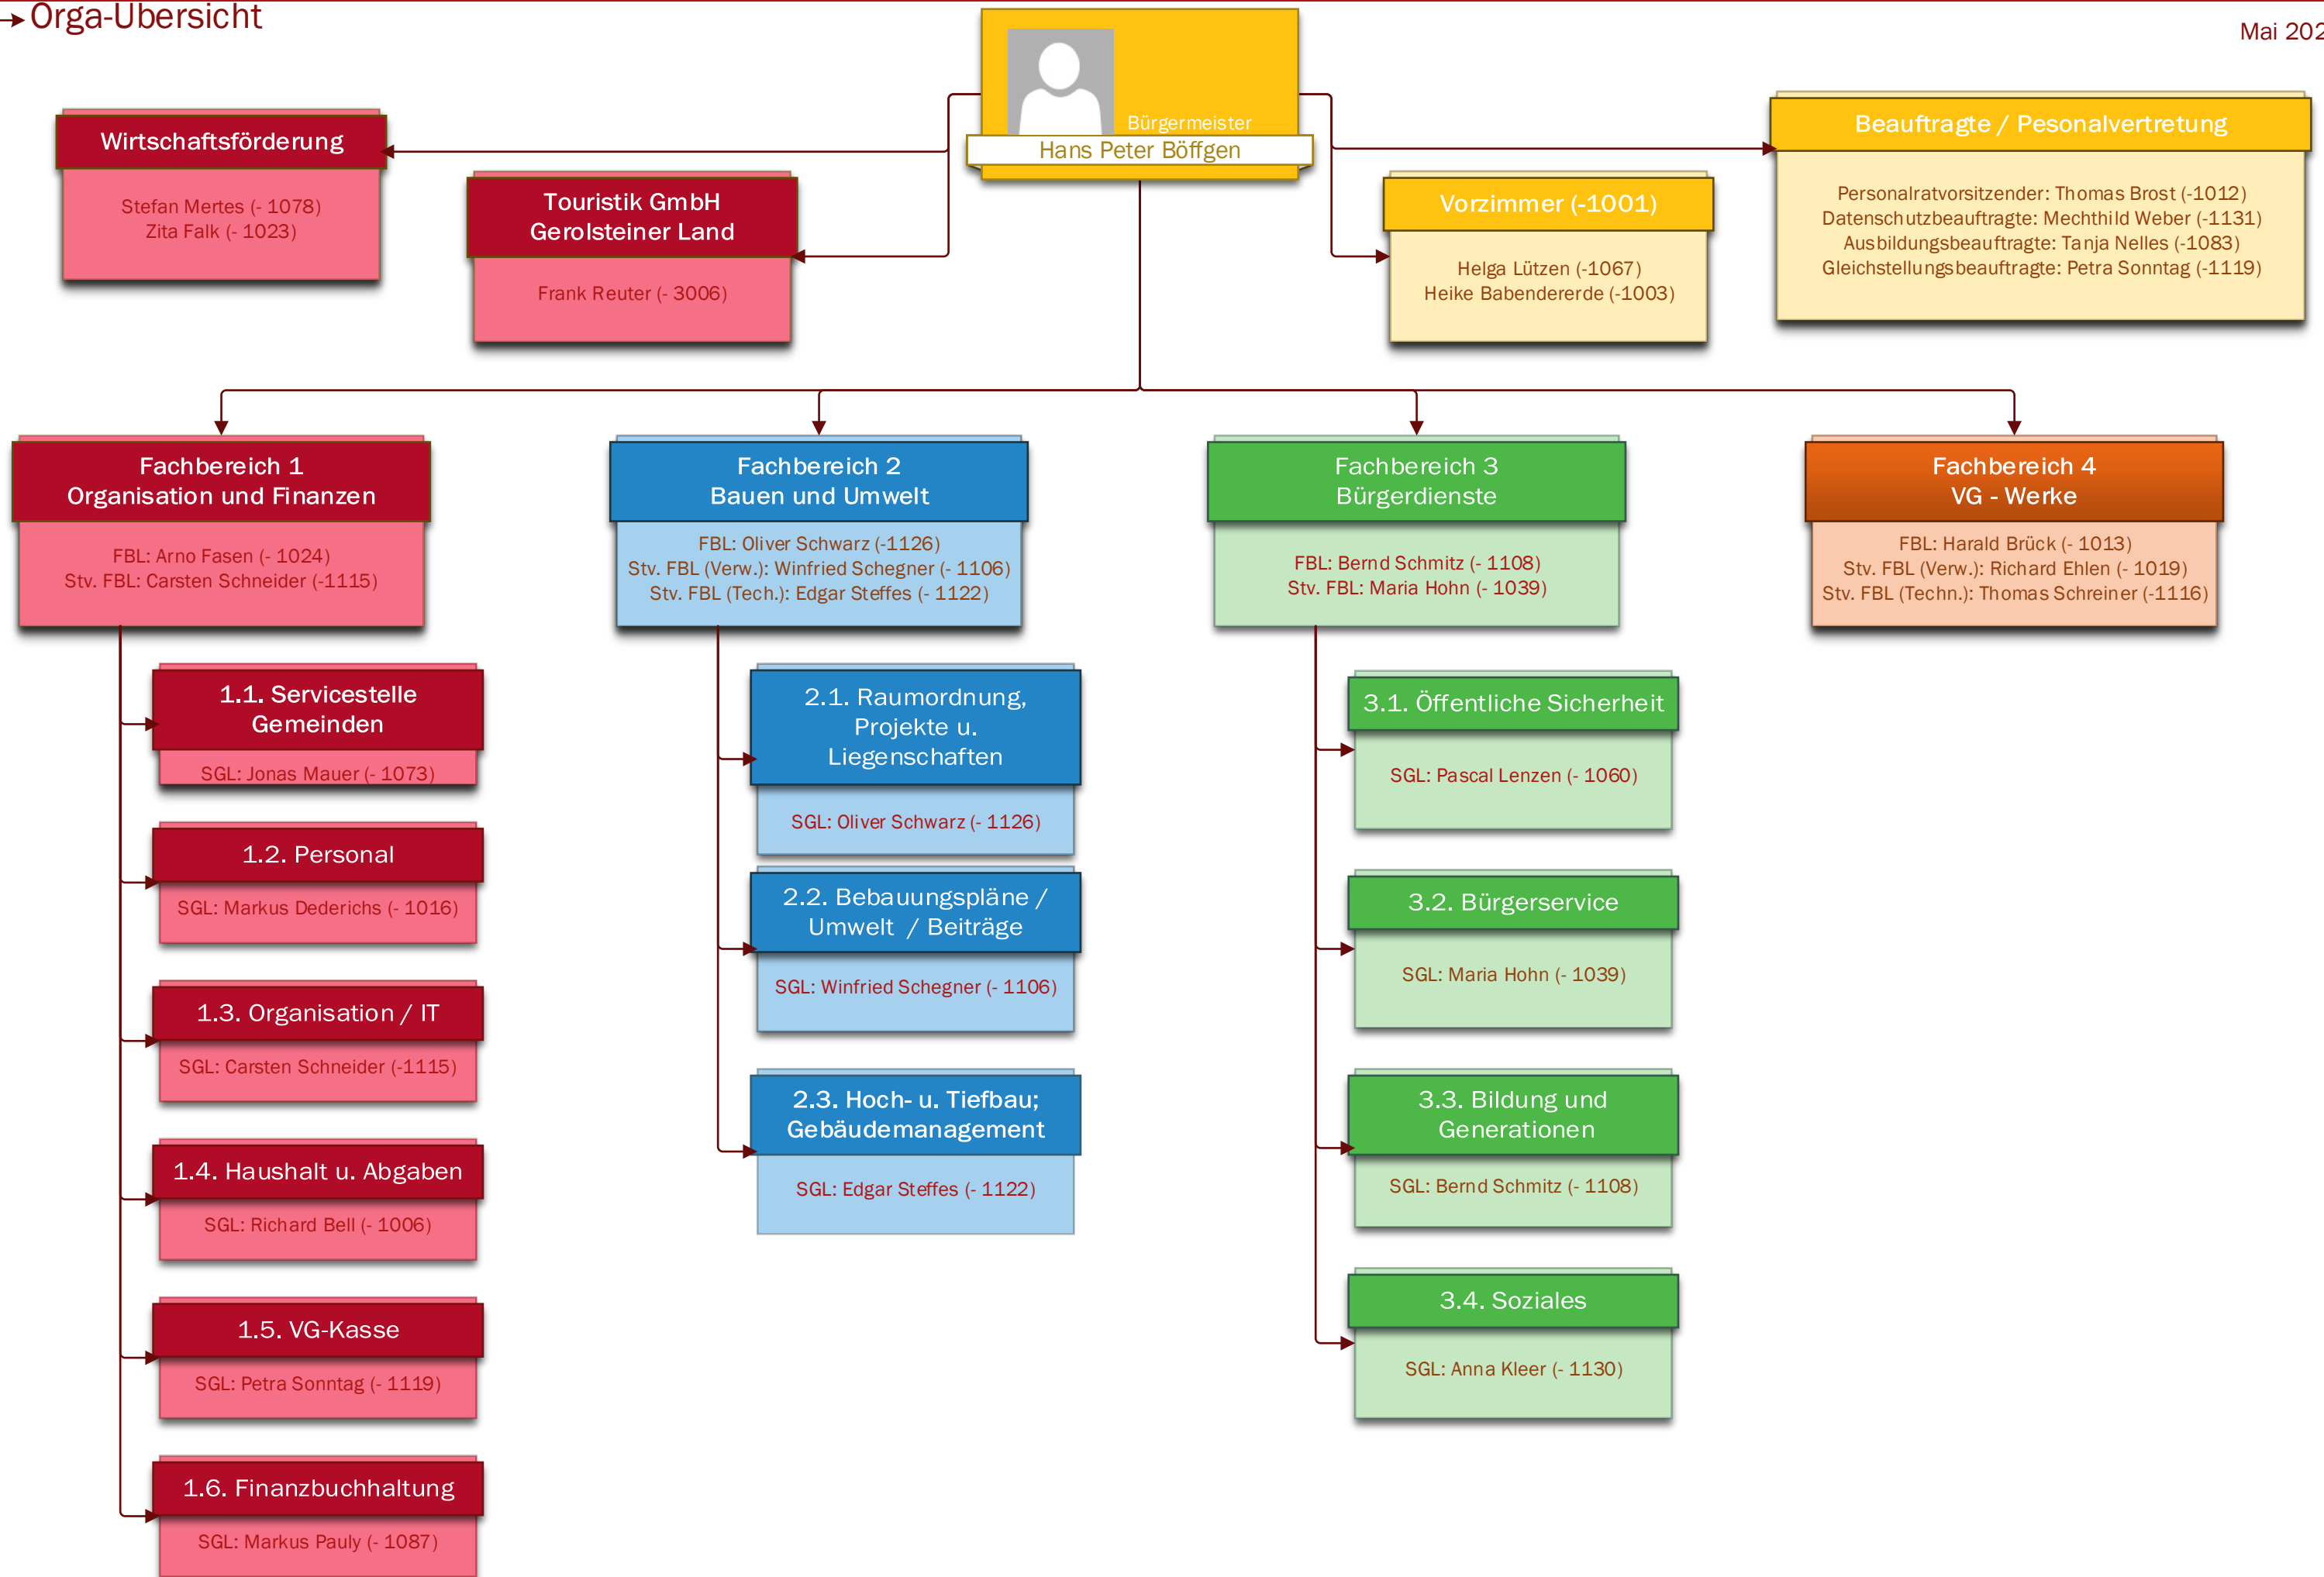 Orga-Übersicht
Mai 202
Bürgermeister
Hans Peter Böffgen
Wirtschaftsförderung
Stefan Mertes (- 1078)
Zita Falk (- 1023)
Touristik GmbH
Gerolsteiner Land
Frank Reuter (- 3006)
Vorzimmer (-1001)
Helga Lützen (-1067)
Heike Babendererde (-1003)
Beauftragte / Pesonalvertretung
Personalratvorsitzender: Thomas Brost (-1012)
Datenschutzbeauftragte: Mechthild Weber (-1131)
Ausbildungsbeauftragte: Tanja Nelles (-1083)
Gleichstellungsbeauftragte: Petra Sonntag (-1119)
Fachbereich 1
Organisation und Finanzen
FBL: Arno Fasen (- 1024)
Stv. FBL: Carsten Schneider (-1115)
1.1. Servicestelle
Gemeinden
SGL: Jonas Mauer (- 1073)
1.2. Personal
SGL: Markus Dederichs (- 1016)
1.3. Organisation / IT
SGL: Carsten Schneider (-1115)
1.4. Haushalt u. Abgaben
SGL: Richard Bell (- 1006)
1.5. VG-Kasse
SGL: Petra Sonntag (- 1119)
1.6. Finanzbuchhaltung
SGL: Markus Pauly (- 1087)
Fachbereich 2
Bauen und Umwelt
FBL: Oliver Schwarz (-1126)
Stv. FBL (Verw.): Winfried Schegner (- 1106)
Stv. FBL (Tech.): Edgar Steffes (- 1122)
2.1. Raumordnung,
Projekte u.
Liegenschaften
SGL: Oliver Schwarz (- 1126)
2.2. Bebauungspläne /
Umwelt / Beiträge
SGL: Winfried Schegner (- 1106)
2.3. Hoch- u. Tiefbau;
Gebäudemanagement
SGL: Edgar Steffes (- 1122)
Fachbereich 3
Bürgerdienste
FBL: Bernd Schmitz (- 1108)
Stv. FBL: Maria Hohn (- 1039)
3.1. Öffentliche Sicherheit
SGL: Pascal Lenzen (- 1060)
3.2. Bürgerservice
SGL: Maria Hohn (- 1039)
3.3. Bildung und
Generationen
SGL: Bernd Schmitz (- 1108)
3.4. Soziales
SGL: Anna Kleer (- 1130)
Fachbereich 4
VG - Werke
FBL: Harald Brück (- 1013)
Stv. FBL (Verw.): Richard Ehlen (- 1019)
Stv. FBL (Techn.): Thomas Schreiner (-1116)